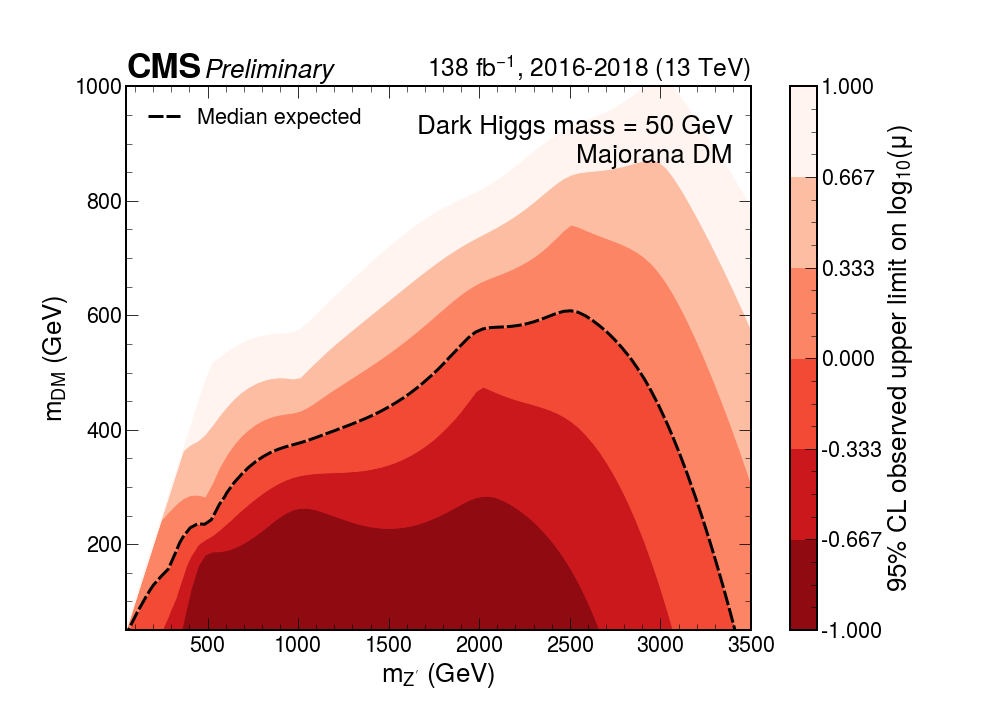 CMS Preliminary 138 fb⁻¹, 2016-2018 (13 TeV)
Median expected
Dark Higgs mass = 50 GeV
Majorana DM
1000
800
600
400
200
m_DM (GeV)
500 1000 1500 2000 2500 3000 3500
m_Z′ (GeV)
1.000
0.667
0.333
0.000
-0.333
-0.667
-1.000
95% CL observed upper limit on log₁₀(μ)